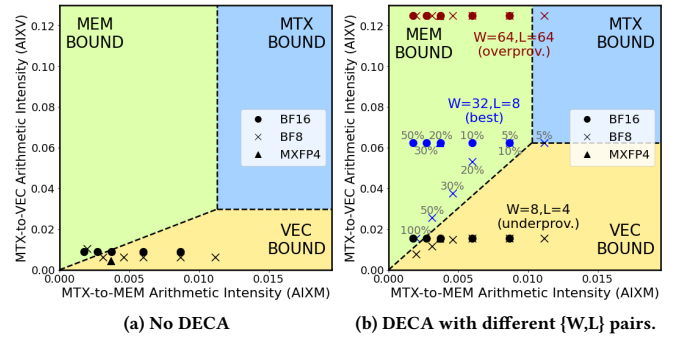 MTX-to-VEC Arithmetic Intensity (AIXV)
0.12
0.10
0.08
0.06
0.04
0.02
0.00
MEM
BOUND
MTX
BOUND
BF16
BF8
MXFP4
VEC
BOUND
0.000
0.005
0.010
0.015
MTX-to-MEM Arithmetic Intensity (AIXM)
(a) No DECA
MTX-to-VEC Arithmetic Intensity (AIXV)
0.12
0.10
0.08
0.06
0.04
0.02
0.00
MEM
BOUND
W=64,L=64
(overprov.)
MTX
BOUND
W=32,L=8
(best)
BF16
BF8
MXFP4
50%
20%
10%
5%
5%
30%
10%
20%
30%
50%
100%
W=8,L=4
(underprov.)
VEC
BOUND
0.000
0.005
0.010
0.015
MTX-to-MEM Arithmetic Intensity (AIXM)
(b) DECA with different {W,L} pairs.